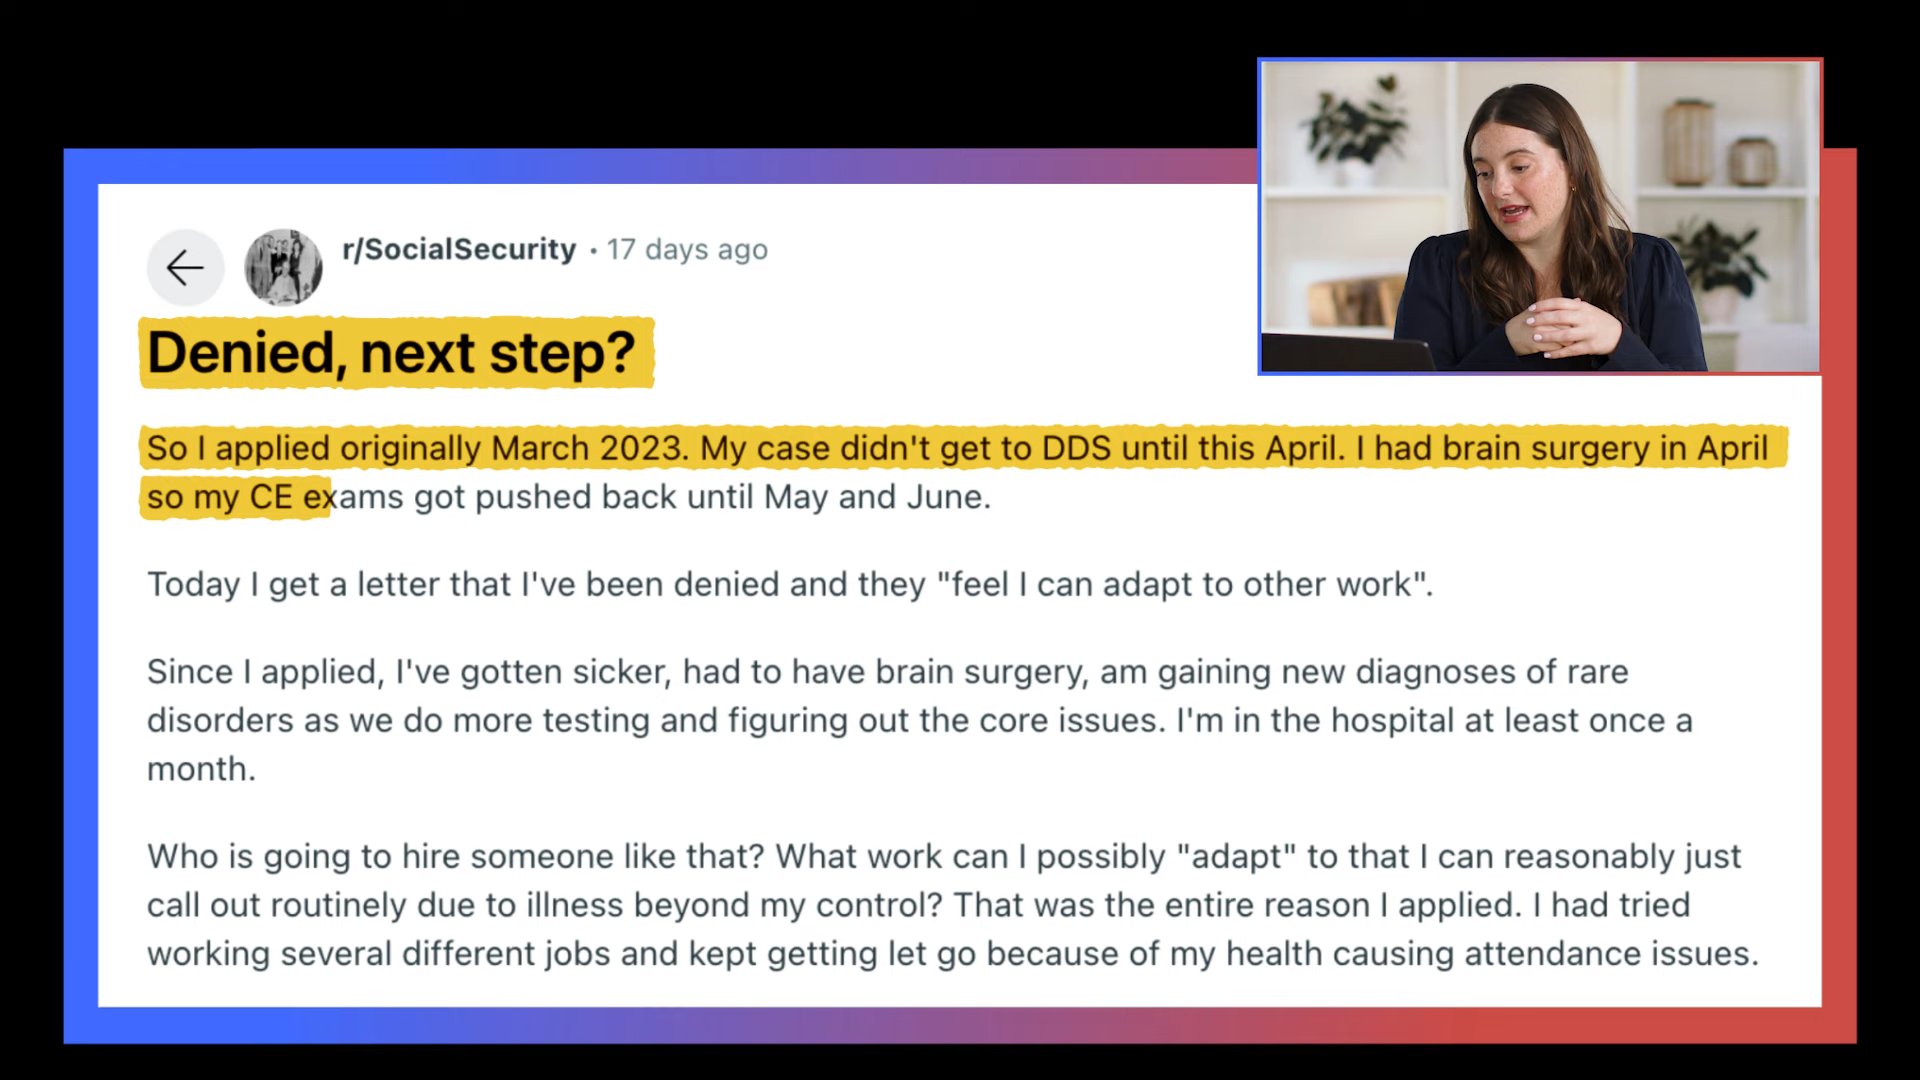 r/SocialSecurity • 17 days ago
Denied, next step?
So I applied originally March 2023. My case didn't get to DDS until this April. I had brain surgery in April
so my CE exams got pushed back until May and June.
Today I get a letter that I've been denied and they "feel I can adapt to other work".
Since I applied, I've gotten sicker, had to have brain surgery, am gaining new diagnoses of rare
disorders as we do more testing and figuring out the core issues. I'm in the hospital at least once a
month.
Who is going to hire someone like that? What work can I possibly "adapt" to that I can reasonably just
call out routinely due to illness beyond my control? That was the entire reason I applied. I had tried
working several different jobs and kept getting let go because of my health causing attendance issues.